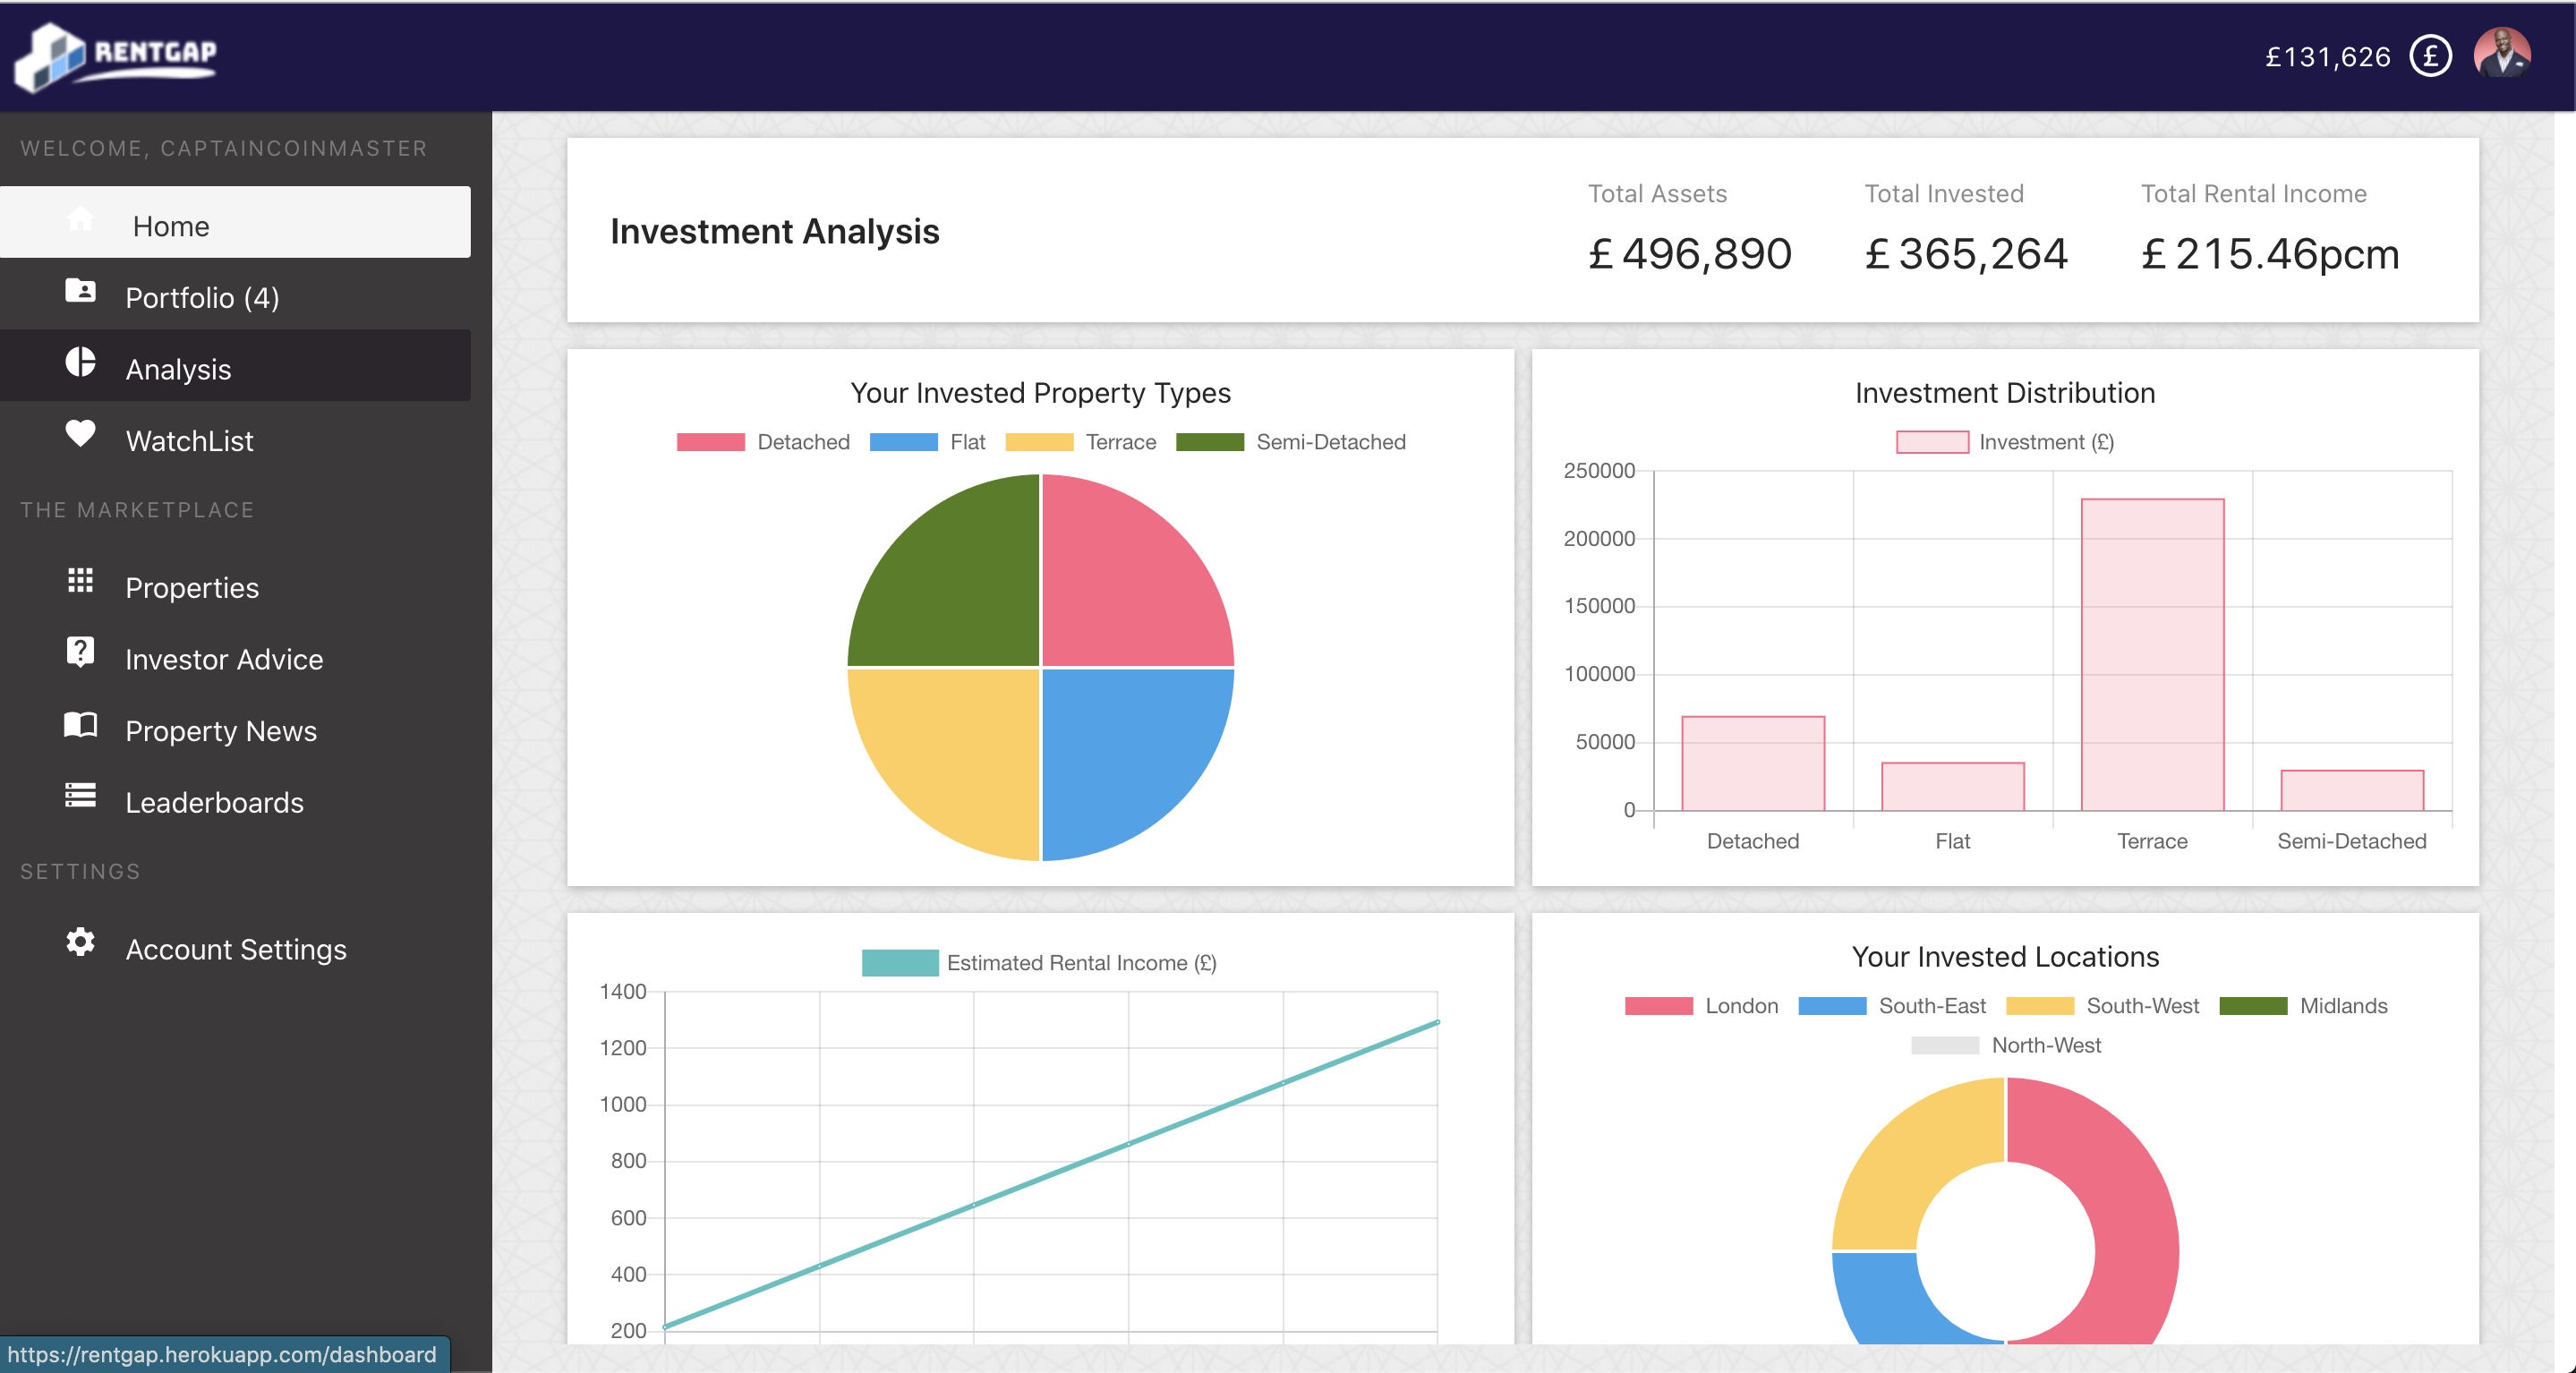 RENTGAP
£131,626
WELCOME, CAPTAINCOINMASTER
Home
Portfolio (4)
Analysis
WatchList
THE MARKETPLACE
Properties
Investor Advice
Property News
Leaderboards
SETTINGS
Account Settings
https://rentgap.herokuapp.com/dashboard
Investment Analysis
Total Assets
£ 496,890
Total Invested
£ 365,264
Total Rental Income
£ 215.46pcm
Your Invested Property Types
Detached Flat Terrace Semi-Detached
Investment Distribution
Investment (£)
250000
200000
150000
100000
50000
0
Detached Flat Terrace Semi-Detached
Estimated Rental Income (£)
1400
1200
1000
800
600
400
200
Your Invested Locations
London South-East South-West Midlands
North-West